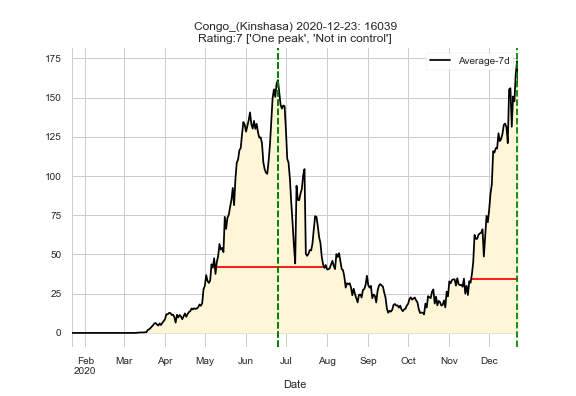 Congo_(Kinshasa) 2020-12-23: 16039
Rating:7 ['One peak', 'Not in control']
Average-7d
175
150
125
100
75
50
25
0
Feb Mar Apr May Jun Jul Aug Sep Oct Nov Dec
2020
Date